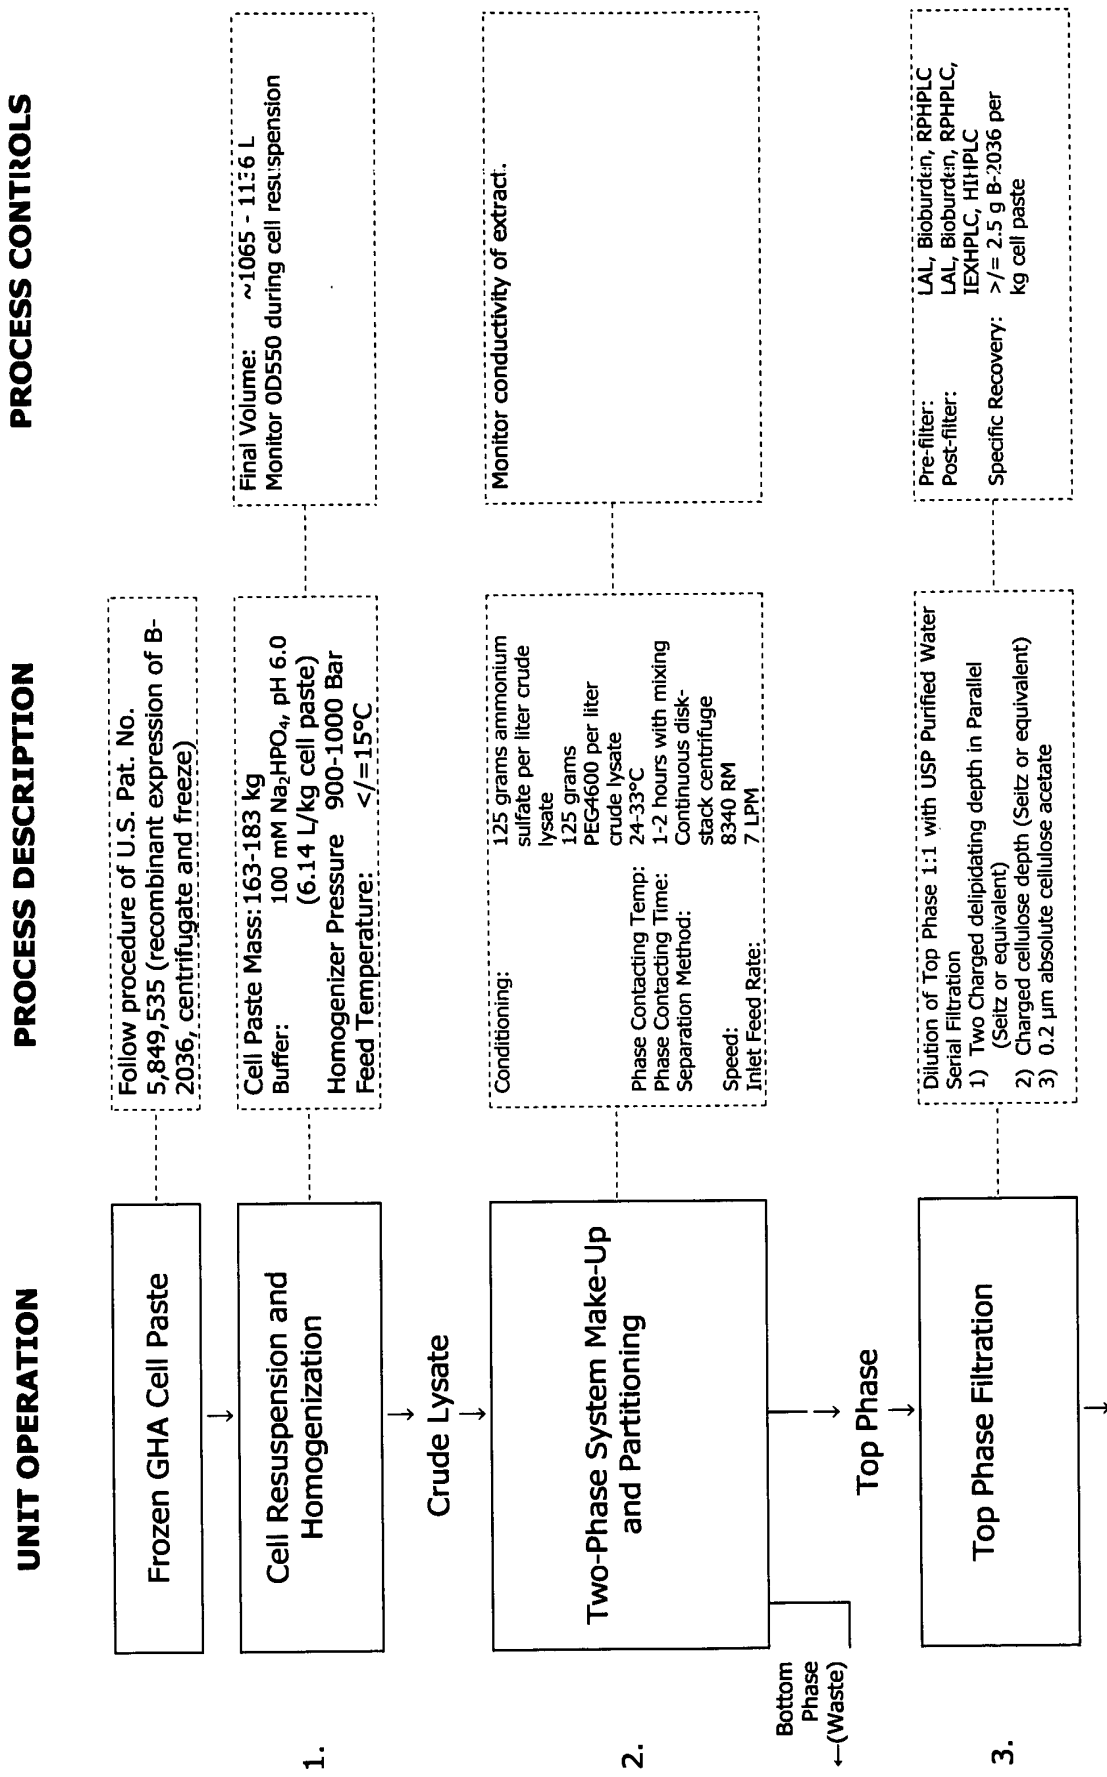 UNIT OPERATION
PROCESS DESCRIPTION
PROCESS CONTROLS
Frozen GHA Cell Paste
Follow procedure of U.S. Pat. No.
5,849,535 (recombinant expression of B-
2036, centrifugate and freeze)
1.
Cell Resuspension and
Homogenization
Cell Paste Mass: 163-183 kg
Buffer: 100 mM Na₂HPO₄, pH 6.0
(6.14 L/kg cell paste)
Homogenizer Pressure 900-1000 Bar
Feed Temperature: </=15°C
Final Volume: ~1065 - 1136 L
Monitor 0D550 during cell resuspension
Crude Lysate
2.
Two-Phase System Make-Up
and Partitioning
Conditioning: 125 grams ammonium
sulfate per liter crude
lysate
125 grams
PEG4600 per liter
crude lysate
Phase Contacting Temp: 24-33°C
Phase Contacting Time: 1-2 hours with mixing
Separation Method: Continuous disk-
stack centrifuge
Speed: 8340 RM
Inlet Feed Rate: 7 LPM
Monitor conductivity of extract.
Bottom
Phase
←(Waste)
Top Phase
3.
Top Phase Filtration
Dilution of Top Phase 1:1 with USP Purified Water
Serial Filtration
1) Two Charged delipidating depth in Parallel
(Seitz or equivalent)
2) Charged cellulose depth (Seitz or equivalent)
3) 0.2 µm absolute cellulose acetate
Pre-filter: LAL, Bioburden, RPHPLC
Post-filter: LAL, Bioburden, RPHPLC,
IEXHPLC, HIHPLC
Specific Recovery: >/= 2.5 g B-2036 per
kg cell paste